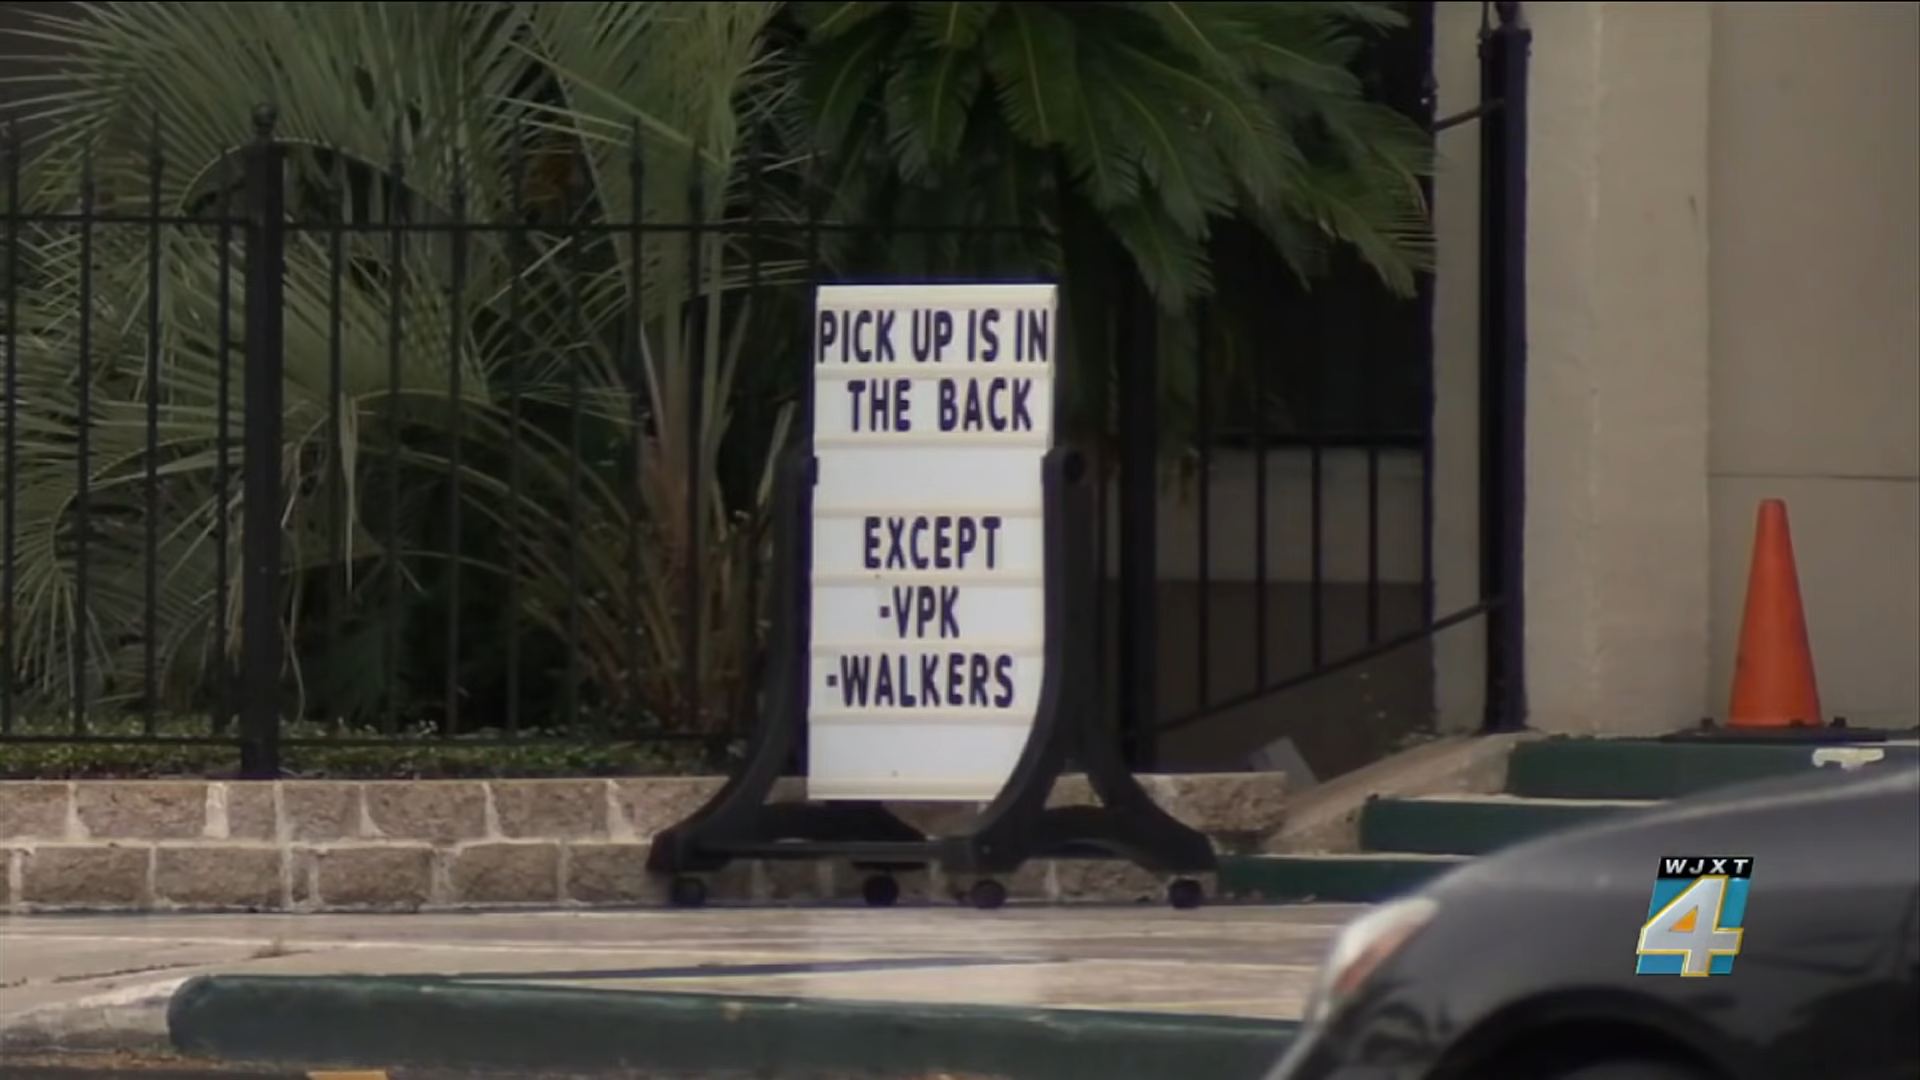 PICK UP IS IN
THE BACK
EXCEPT
-VPK
-WALKERS
WJXT
4